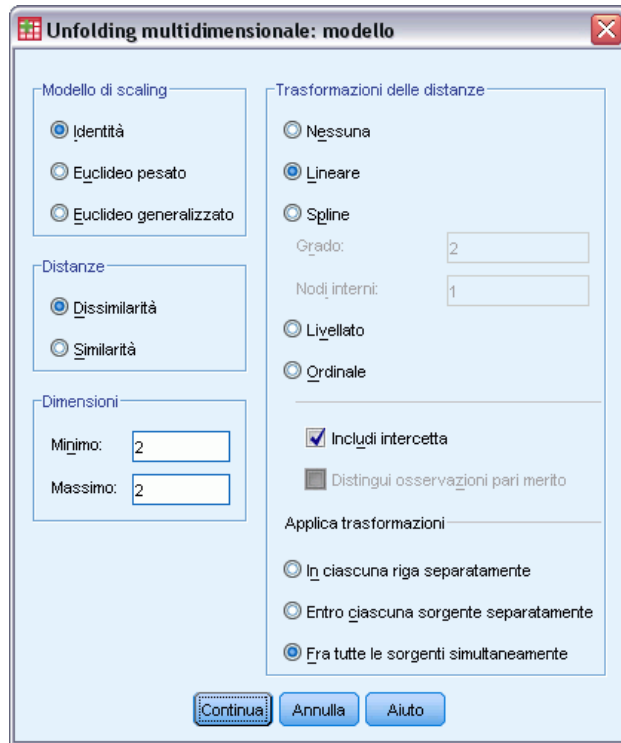 Unfolding multidimensionale: modello
Modello di scaling
Identità
Euclideo pesato
Euclideo generalizzato
Distanze
Dissimilarità
Similarità
Dimensioni
Minimo: 2
Massimo: 2
Trasformazioni delle distanze
Nessuna
Lineare
Spline
Grado: 2
Nodi interni: 1
Livellato
Ordinale
Includi intercetta
Distingui osservazioni pari merito
Applica trasformazioni
In ciascuna riga separatamente
Entro ciascuna sorgente separatamente
Fra tutte le sorgenti simultaneamente
Continua Annulla Aiuto